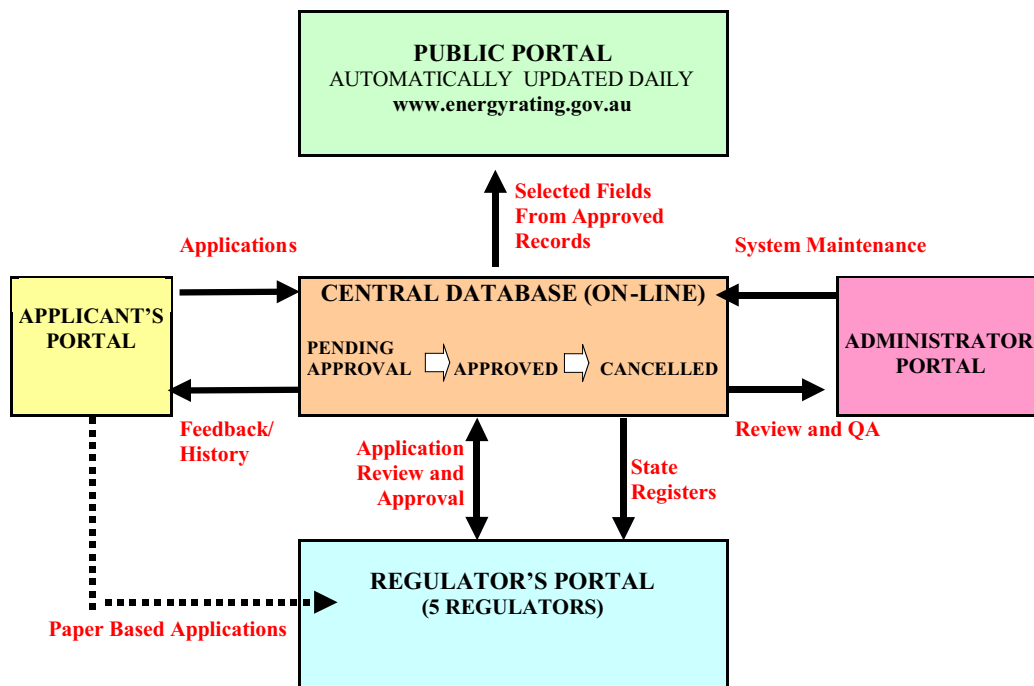 PUBLIC PORTAL
AUTOMATICALLY UPDATED DAILY
www.energyrating.gov.au
Selected Fields
From Approved
Records
Applications
System Maintenance
APPLICANT'S
PORTAL
CENTRAL DATABASE (ON-LINE)
PENDING
APPROVAL
APPROVED
CANCELLED
ADMINISTRATOR
PORTAL
Feedback/
History
Application
Review and
Approval
State
Registers
Review and QA
REGULATOR'S PORTAL
(5 REGULATORS)
Paper Based Applications